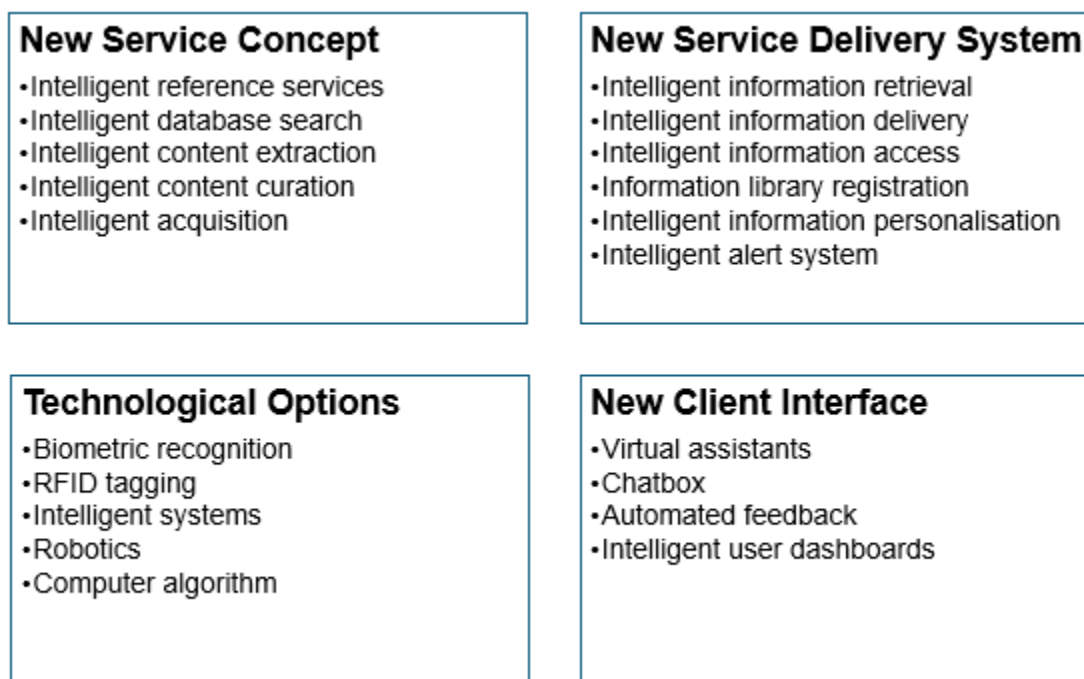 New Service Concept
•Intelligent reference services
•Intelligent database search
•Intelligent content extraction
•Intelligent content curation
•Intelligent acquisition
New Service Delivery System
•Intelligent information retrieval
•Intelligent information delivery
•Intelligent information access
•Information library registration
•Intelligent information personalisation
•Intelligent alert system
Technological Options
•Biometric recognition
•RFID tagging
•Intelligent systems
•Robotics
•Computer algorithm
New Client Interface
•Virtual assistants
•Chatbox
•Automated feedback
•Intelligent user dashboards